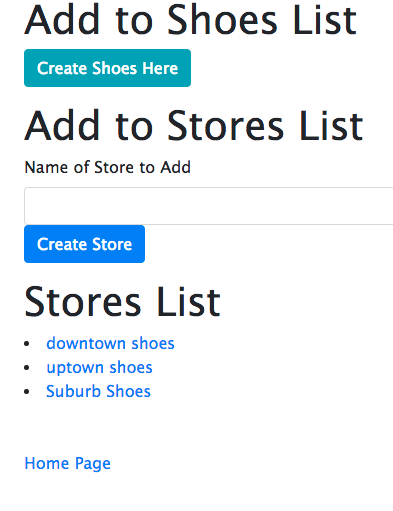 Add to Shoes List
Create Shoes Here
Add to Stores List
Name of Store to Add
Create Store
Stores List
downtown shoes
uptown shoes
Suburb Shoes
Home Page